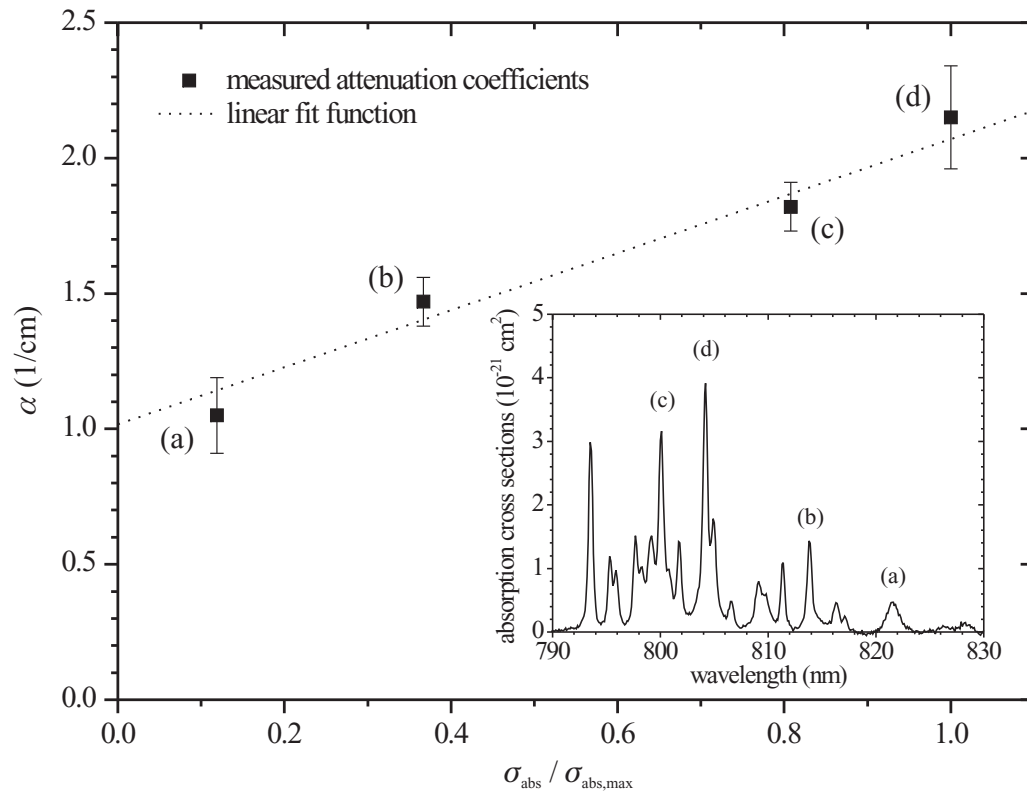 2.5
2.0
1.5
1.0
0.5
0.0
α (1/cm)
measured attenuation coefficients
linear fit function
(a)
(b)
(c)
(d)
0.0 0.2 0.4 0.6 0.8 1.0
σabs / σabs,max
5
4
3
2
1
0
absorption cross sections (10⁻²¹ cm²)
(c)
(d)
(b)
(a)
790 800 810 820 830
wavelength (nm)